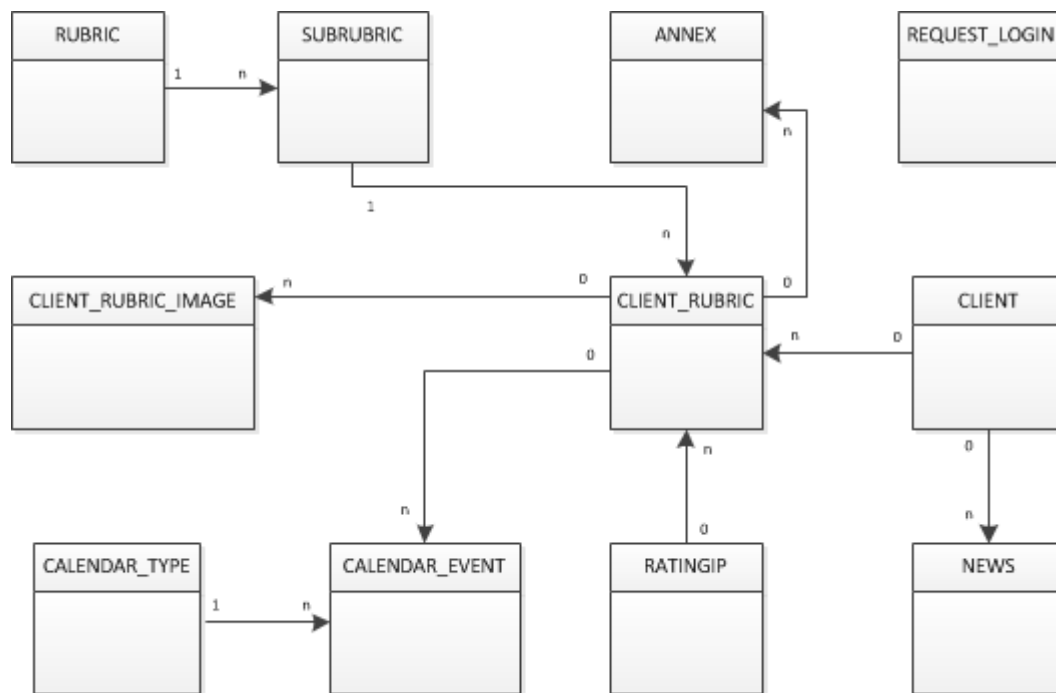 RUBRIC
SUBRUBRIC
ANNEX
REQUEST_LOGIN
1
n
n
1
n
n
0
0
CLIENT_RUBRIC_IMAGE
CLIENT_RUBRIC
CLIENT
n
0
0
n
0
n
n
0
n
CALENDAR_TYPE
CALENDAR_EVENT
RATINGIP
NEWS
1
n